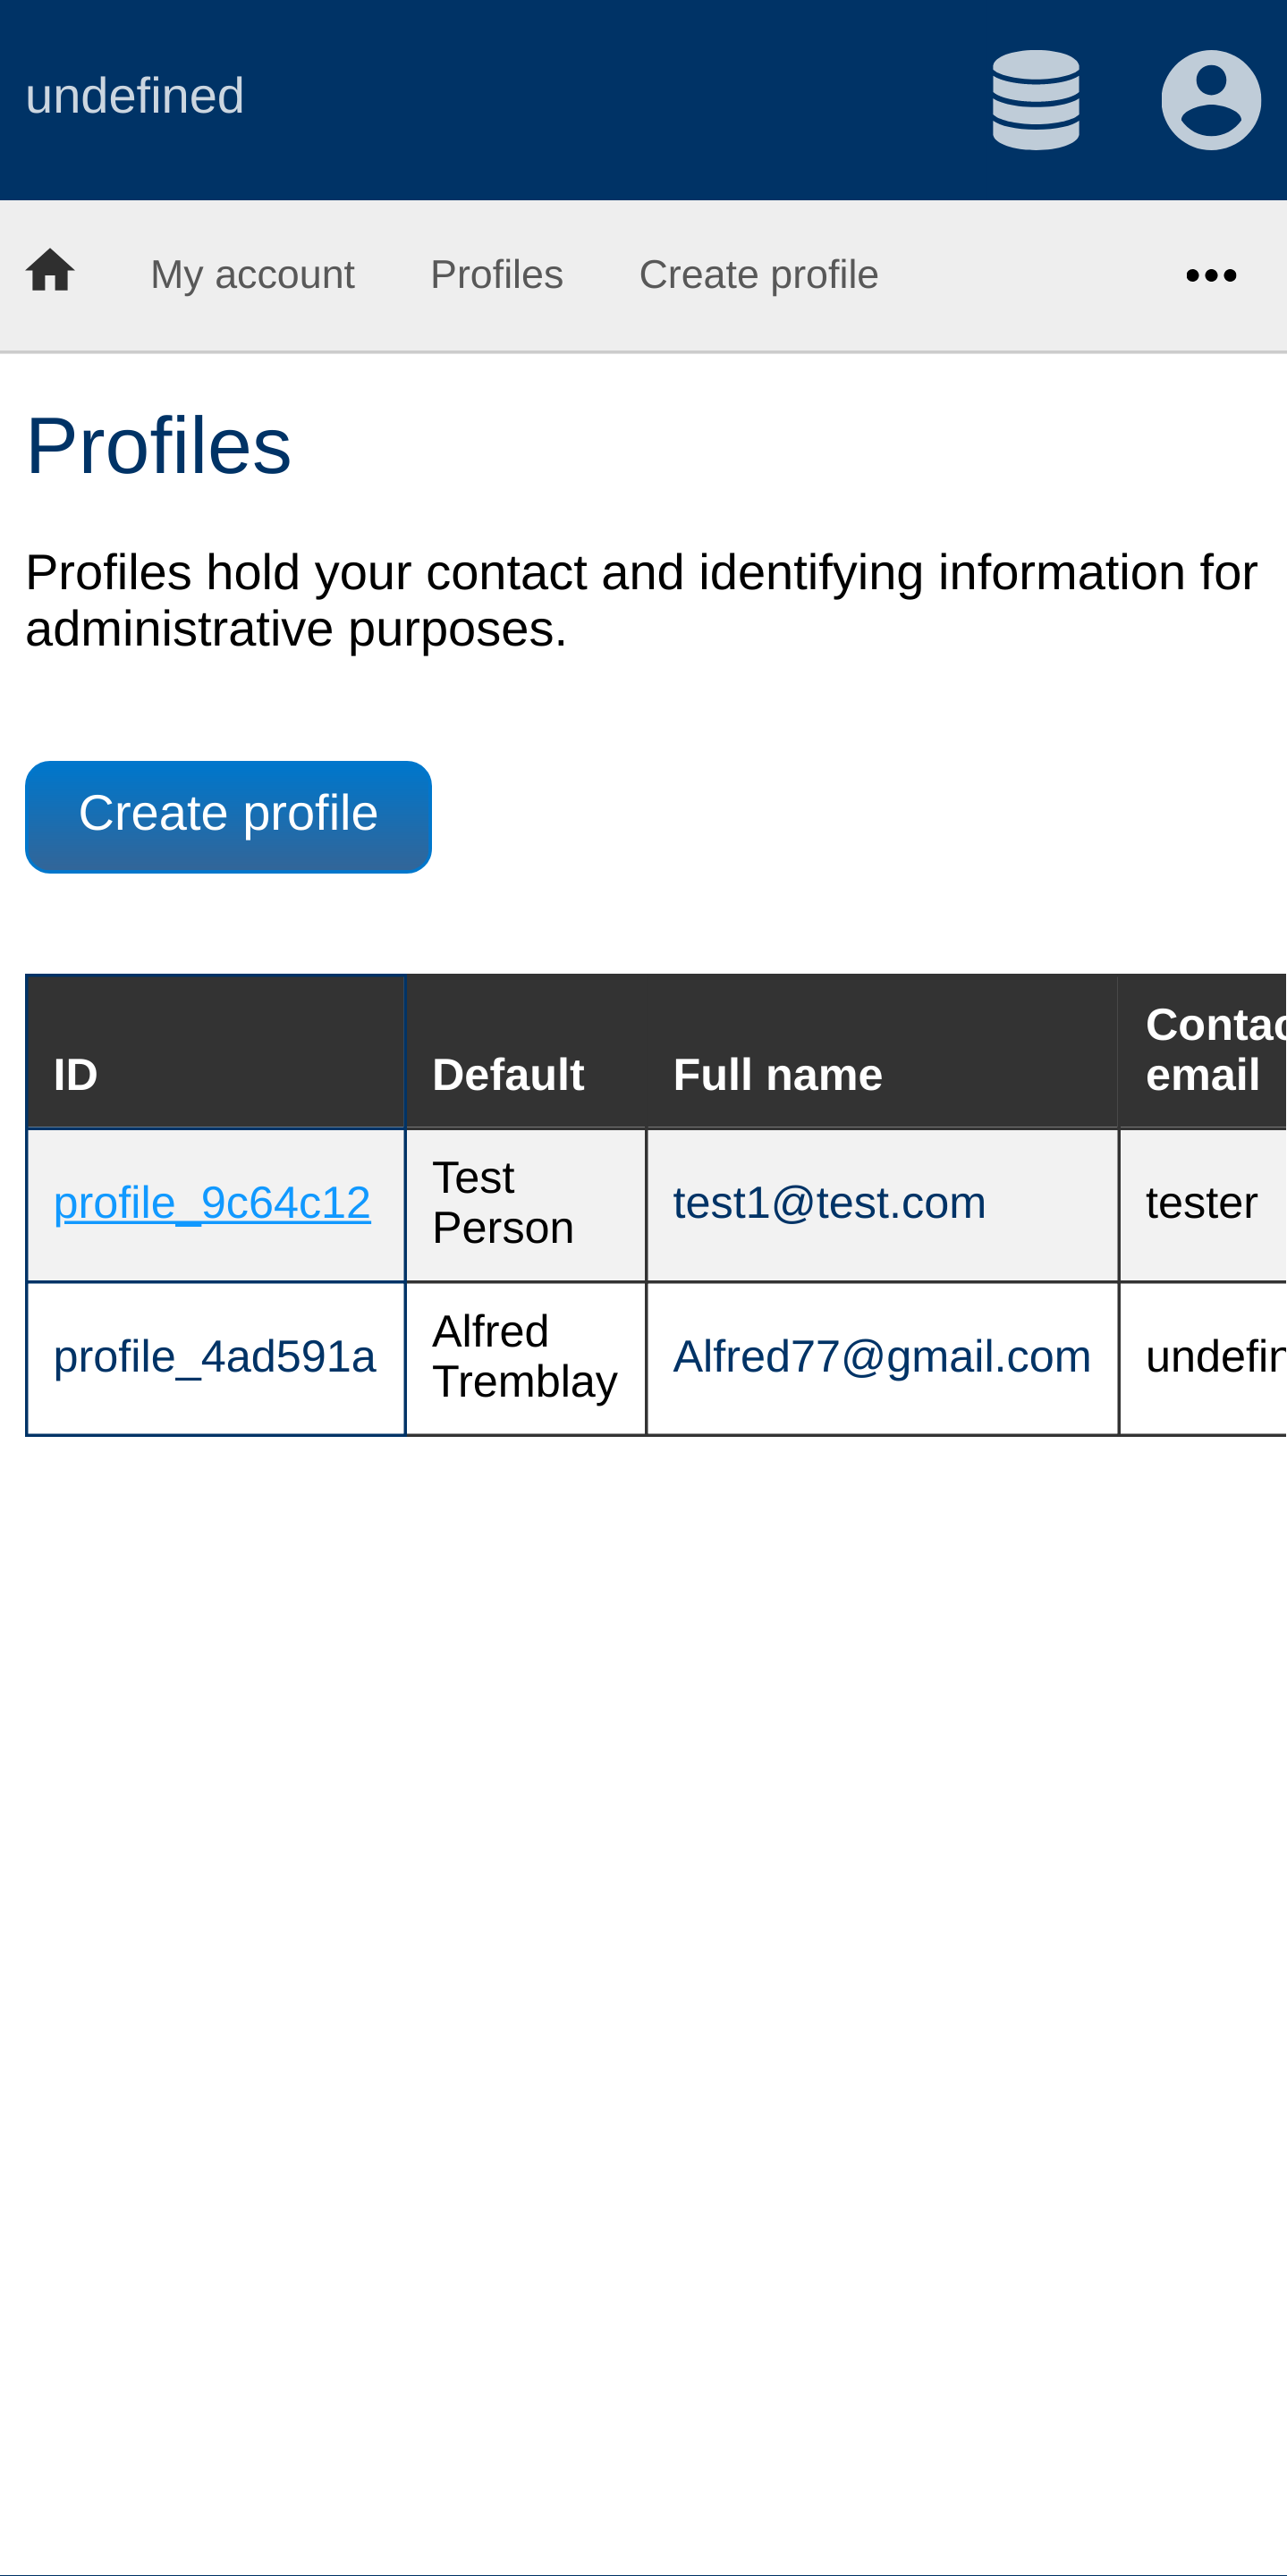 undefined
My account Profiles Create profile •••
Profiles
Profiles hold your contact and identifying information for
administrative purposes.
Create profile
ID Default Full name Contac email
profile_9c64c12 Test Person test1@test.com tester
profile_4ad591a Alfred Tremblay Alfred77@gmail.com undefin